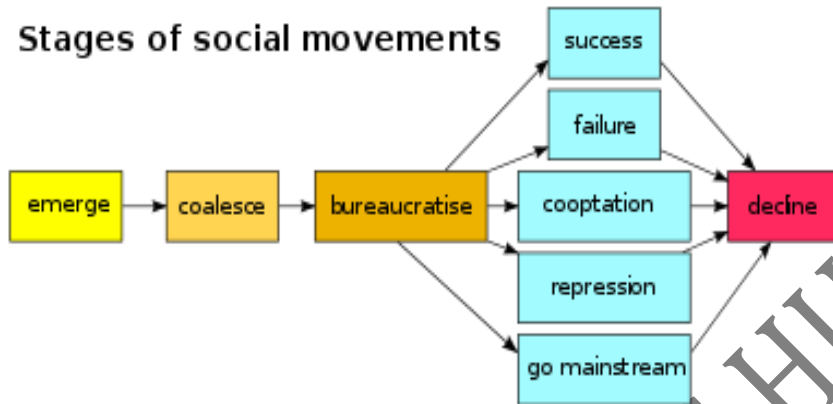 Stages of social movements
success
failure
emerge
coalesce
bureaucratise
cooptation
decline
repression
go mainstream